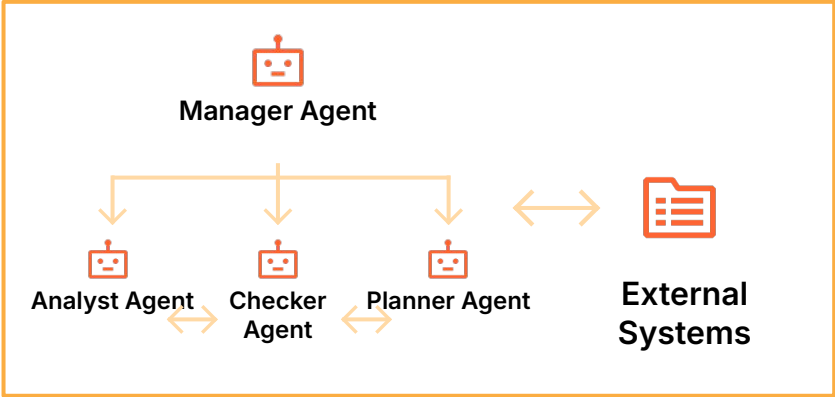 Manager Agent
Analyst Agent
Checker
Agent
Planner Agent
External
Systems